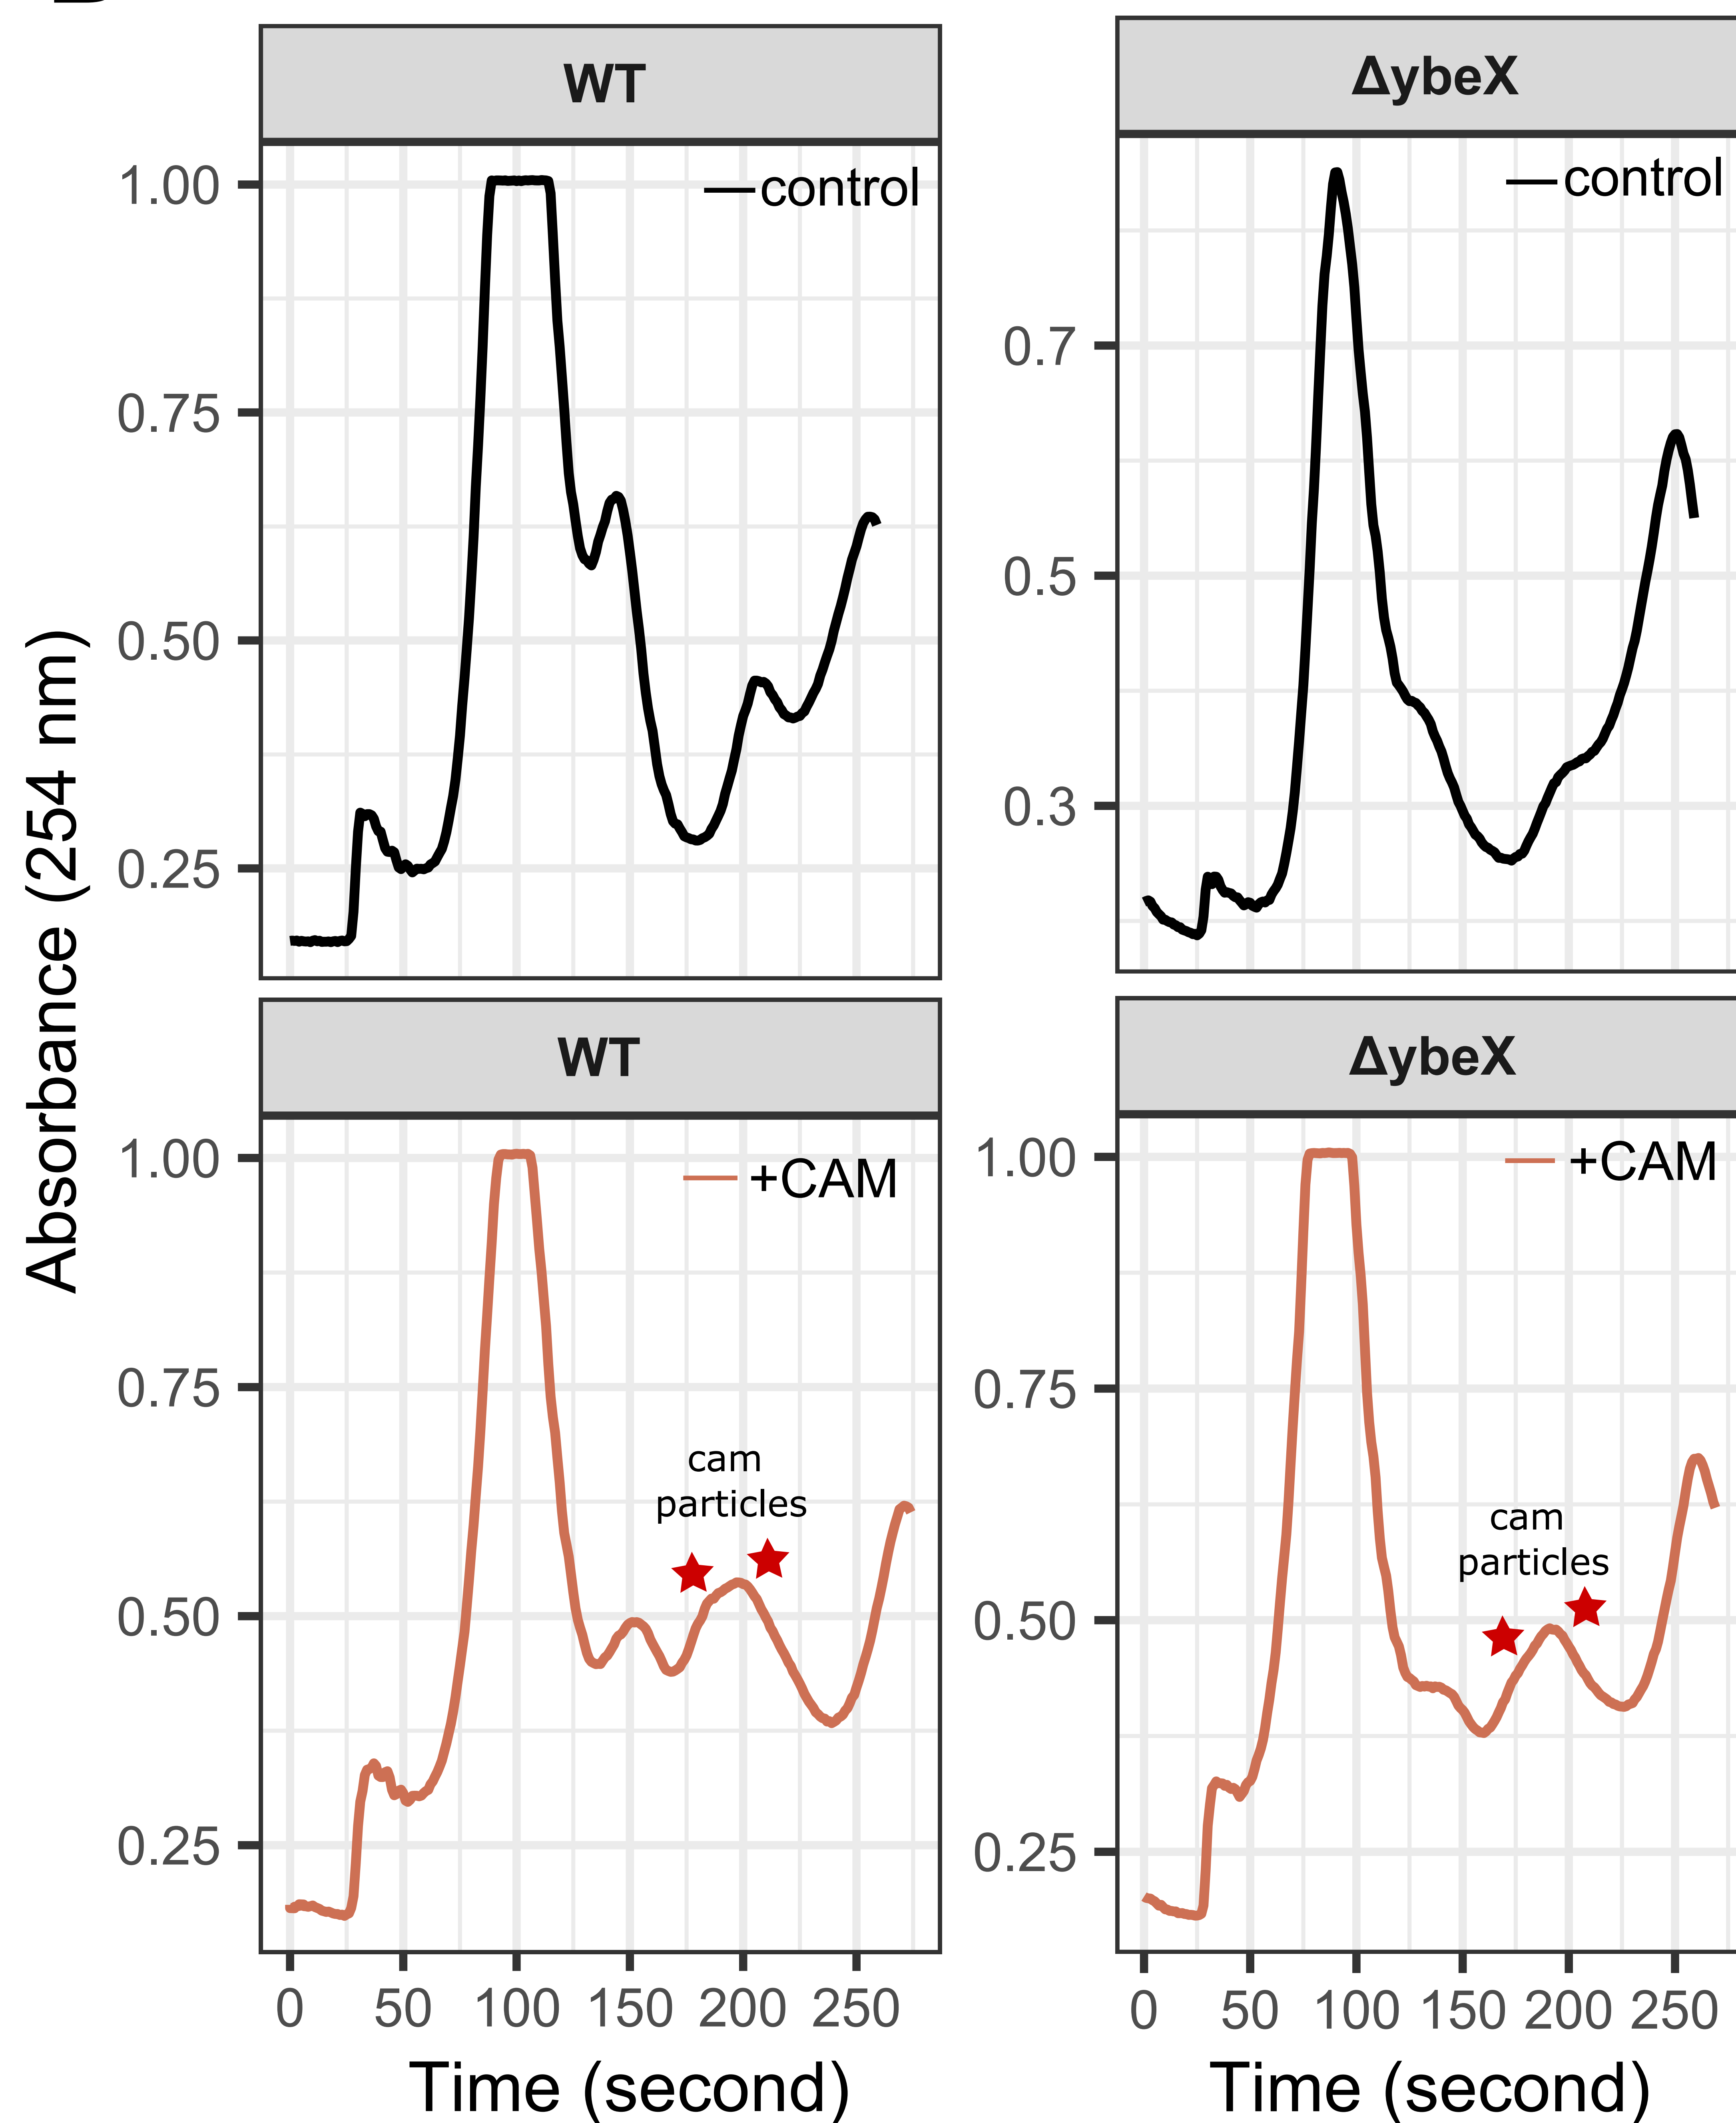 WT
ΔybeX
control
control
1.00
0.75
0.50
0.25
0.7
0.5
0.3
Absorbance (254 nm)
WT
ΔybeX
+CAM
+CAM
1.00
0.75
0.50
0.25
1.00
0.75
0.50
0.25
cam
particles
cam
particles
0 50 100 150 200 250
0 50 100 150 200 250
Time (second)
Time (second)